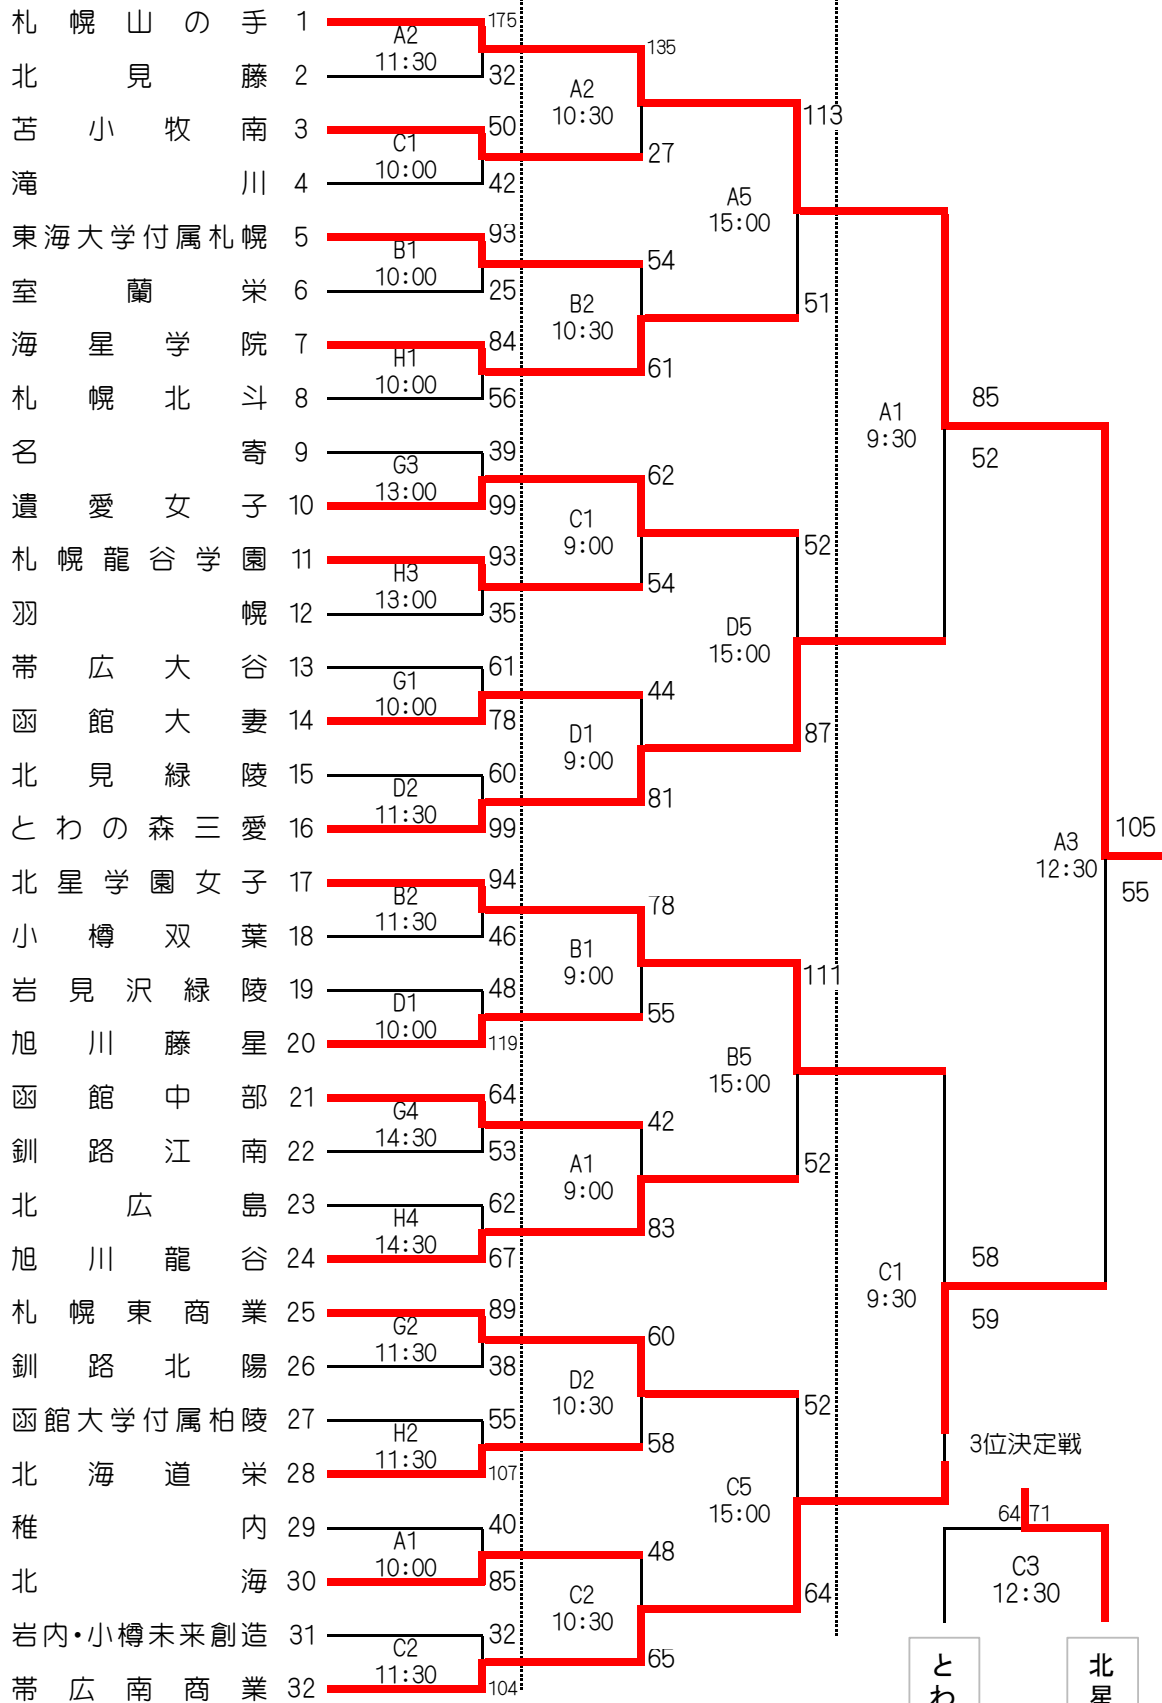 札幌山の手 1 175
A2
11:30
北見藤 2 32
135
A2
10:30
苫小牧南 3 50
C1
10:00
27
滝川 4 42
113
A5
15:00
東海大学付属札幌 5 93
B1
10:00
54
室蘭栄 6 25
B2
10:30
51
海星学院 7 84
H1
10:00
61
札幌北斗 8 56
85
A1
9:30
52
名寄 9 39
G3
13:00
62
遺愛女子 10 99
C1
9:00
52
札幌龍谷学園 11 93
H3
13:00
54
羽幌 12 35
D5
15:00
帯広大谷 13 61
G1
10:00
44
函館大妻 14 78
D1
9:00
87
北見緑陵 15 60
D2
11:30
81
とわの森三愛 16 99
105
A3
12:30
55
北星学園女子 17 94
B2
11:30
78
小樽双葉 18 46
B1
9:00
111
岩見沢緑陵 19 48
D1
10:00
55
旭川藤星 20 119
B5
15:00
函館中部 21 64
G4
14:30
42
釧路江南 22 53
A1
9:00
52
北広島 23 62
H4
14:30
83
旭川龍谷 24 67
58
C1
9:30
59
札幌東商業 25 89
G2
11:30
60
釧路北陽 26 38
D2
10:30
52
函館大学付属柏陵 27 55
H2
11:30
58
北海道栄 28 107
3位決定戦
C5
15:00
稚内 29 40
A1
10:00
48
北海 30 85
C2
10:30
64
岩内・小樽未来創造 31 32
C2
11:30
65
帯広南商業 32 104
64 71
C3
12:30
とわ
北星